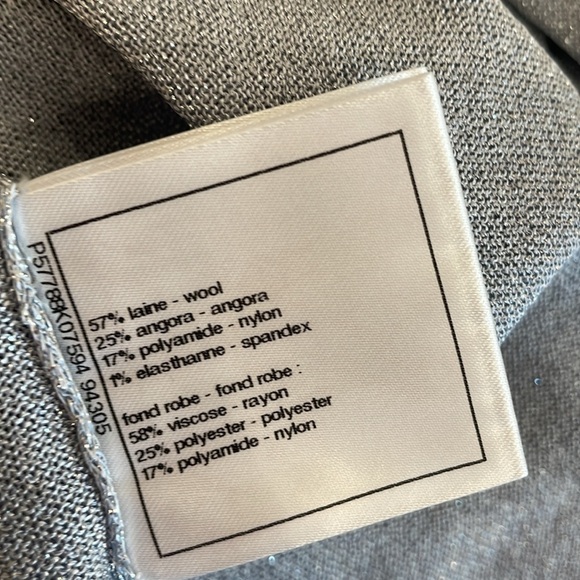 P57788K07594 94305
57% laine - wool
25% angora - angora
17% polyamide - nylon
1% elasthanne - spandex
fond robe - fond robe :
58% viscose - rayon
25% polyester - polyester
17% polyamide - nylon